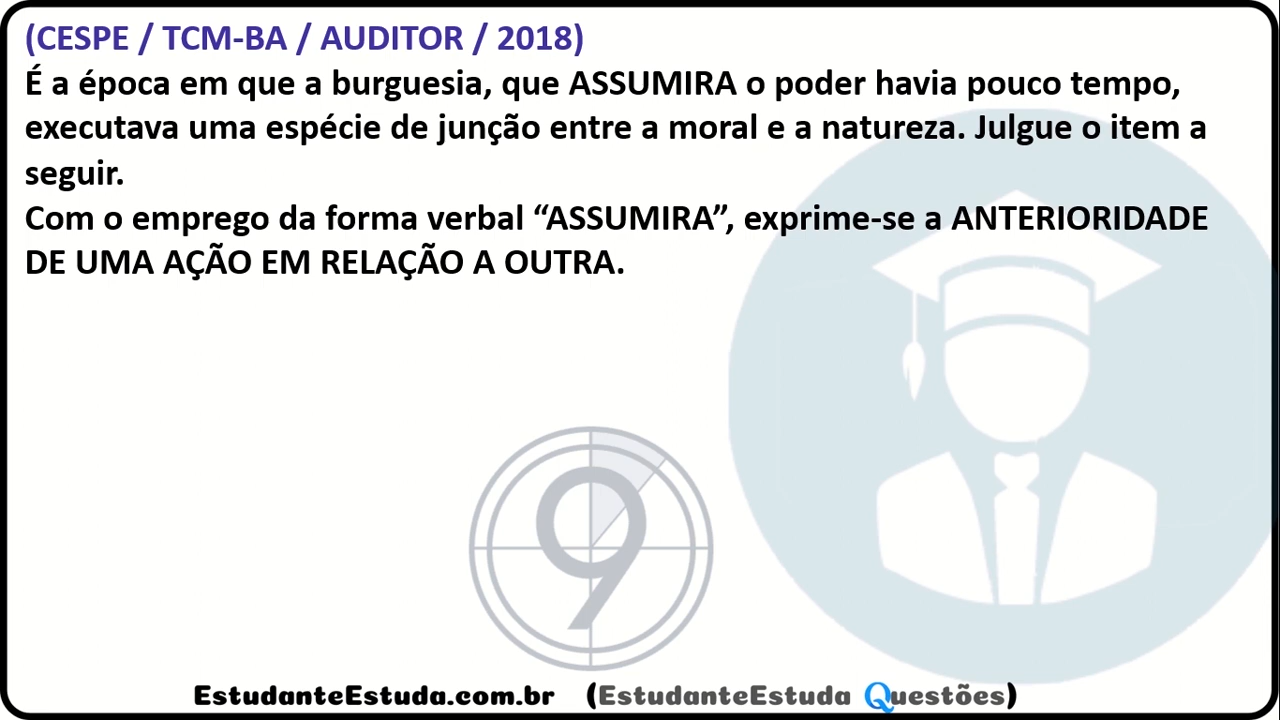 (CESPE / TCM-BA / AUDITOR / 2018)
É a época em que a burguesia, que ASSUMIRA o poder havia pouco tempo,
executava uma espécie de junção entre a moral e a natureza. Julgue o item a
seguir.
Com o emprego da forma verbal “ASSUMIRA”, exprime-se a ANTERIORIDADE
DE UMA AÇÃO EM RELAÇÃO A OUTRA.
9
EstudanteEstuda.com.br (EstudanteEstuda Questões)